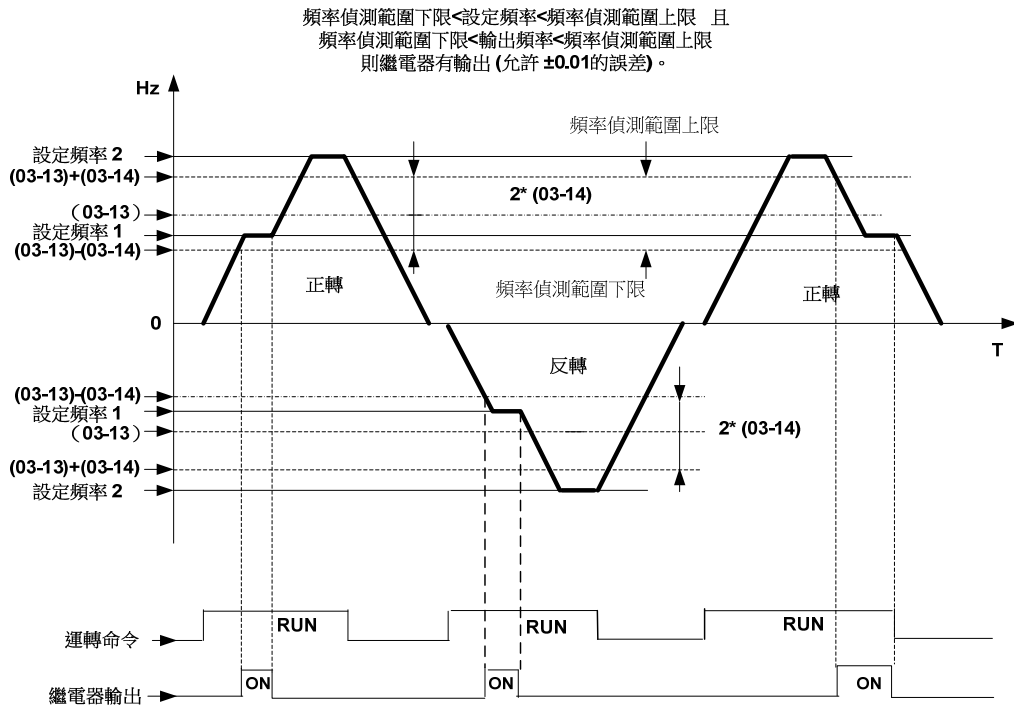 頻率偵測範圍下限<設定頻率<頻率偵測範圍上限 且
頻率偵測範圍下限<輸出頻率<頻率偵測範圍上限
則繼電器有輸出 (允許 ±0.01的誤差)。
Hz
頻率偵測範圍上限
設定頻率 2
(03-13)+(03-14)
2* (03-14)
(03-13)
設定頻率 1
(03-13)-(03-14)
正轉
頻率偵測範圍下限
正轉
0
T
反轉
(03-13)-(03-14)
設定頻率 1
(03-13)
2* (03-14)
(03-13)+(03-14)
設定頻率 2
運轉命令
RUN
RUN
RUN
繼電器輸出
ON
ON
ON